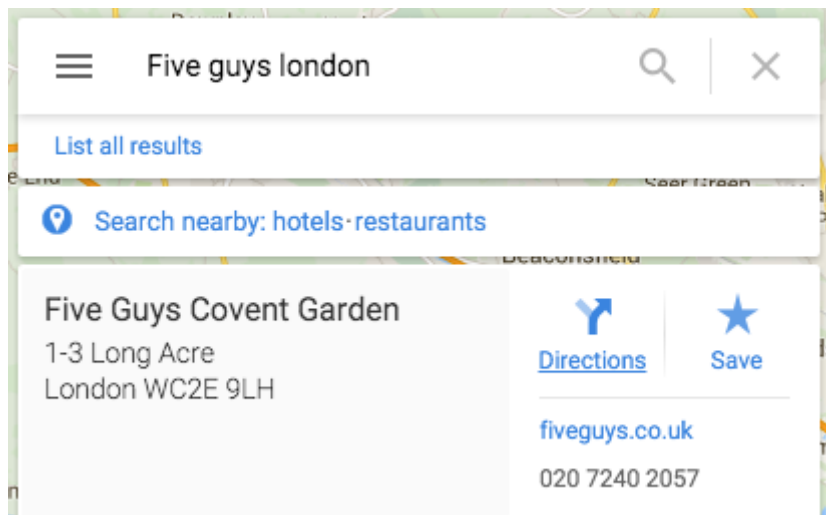 Five guys london
List all results
Seer Green
Search nearby: hotels·restaurants
Beaconsfield
Five Guys Covent Garden
1-3 Long Acre
London WC2E 9LH
Directions
Save
fiveguys.co.uk
020 7240 2057